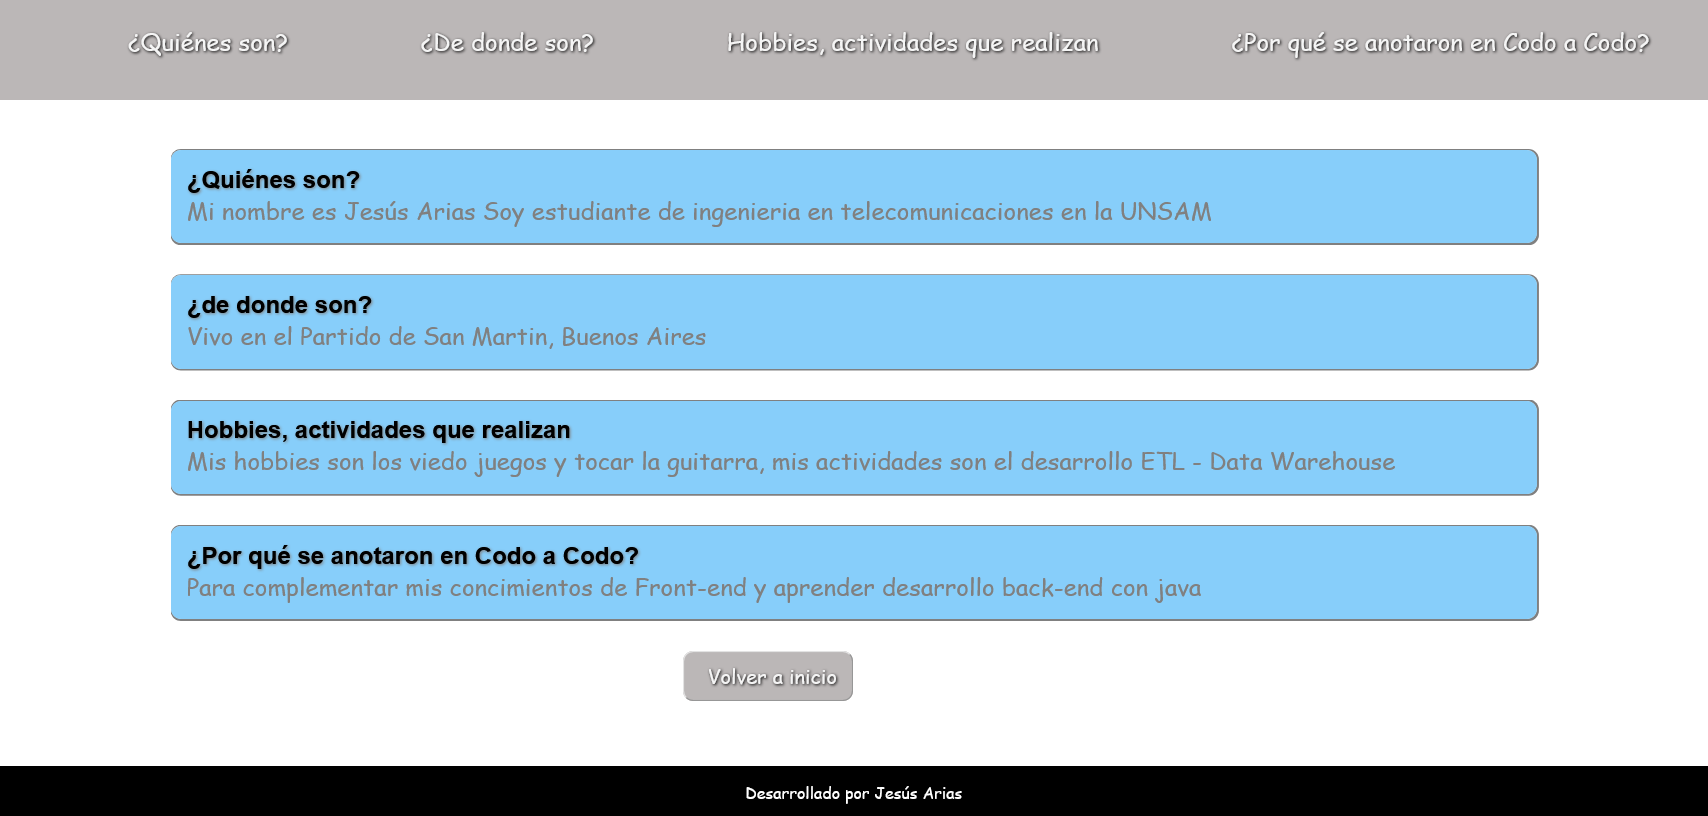 ¿Quiénes son? ¿De donde son? Hobbies, actividades que realizan ¿Por qué se anotaron en Codo a Codo?
¿Quiénes son?
Mi nombre es Jesús Arias Soy estudiante de ingenieria en telecomunicaciones en la UNSAM
¿de donde son?
Vivo en el Partido de San Martin, Buenos Aires
Hobbies, actividades que realizan
Mis hobbies son los viedo juegos y tocar la guitarra, mis actividades son el desarrollo ETL - Data Warehouse
¿Por qué se anotaron en Codo a Codo?
Para complementar mis concimientos de Front-end y aprender desarrollo back-end con java
Volver a inicio
Desarrollado por Jesús Arias